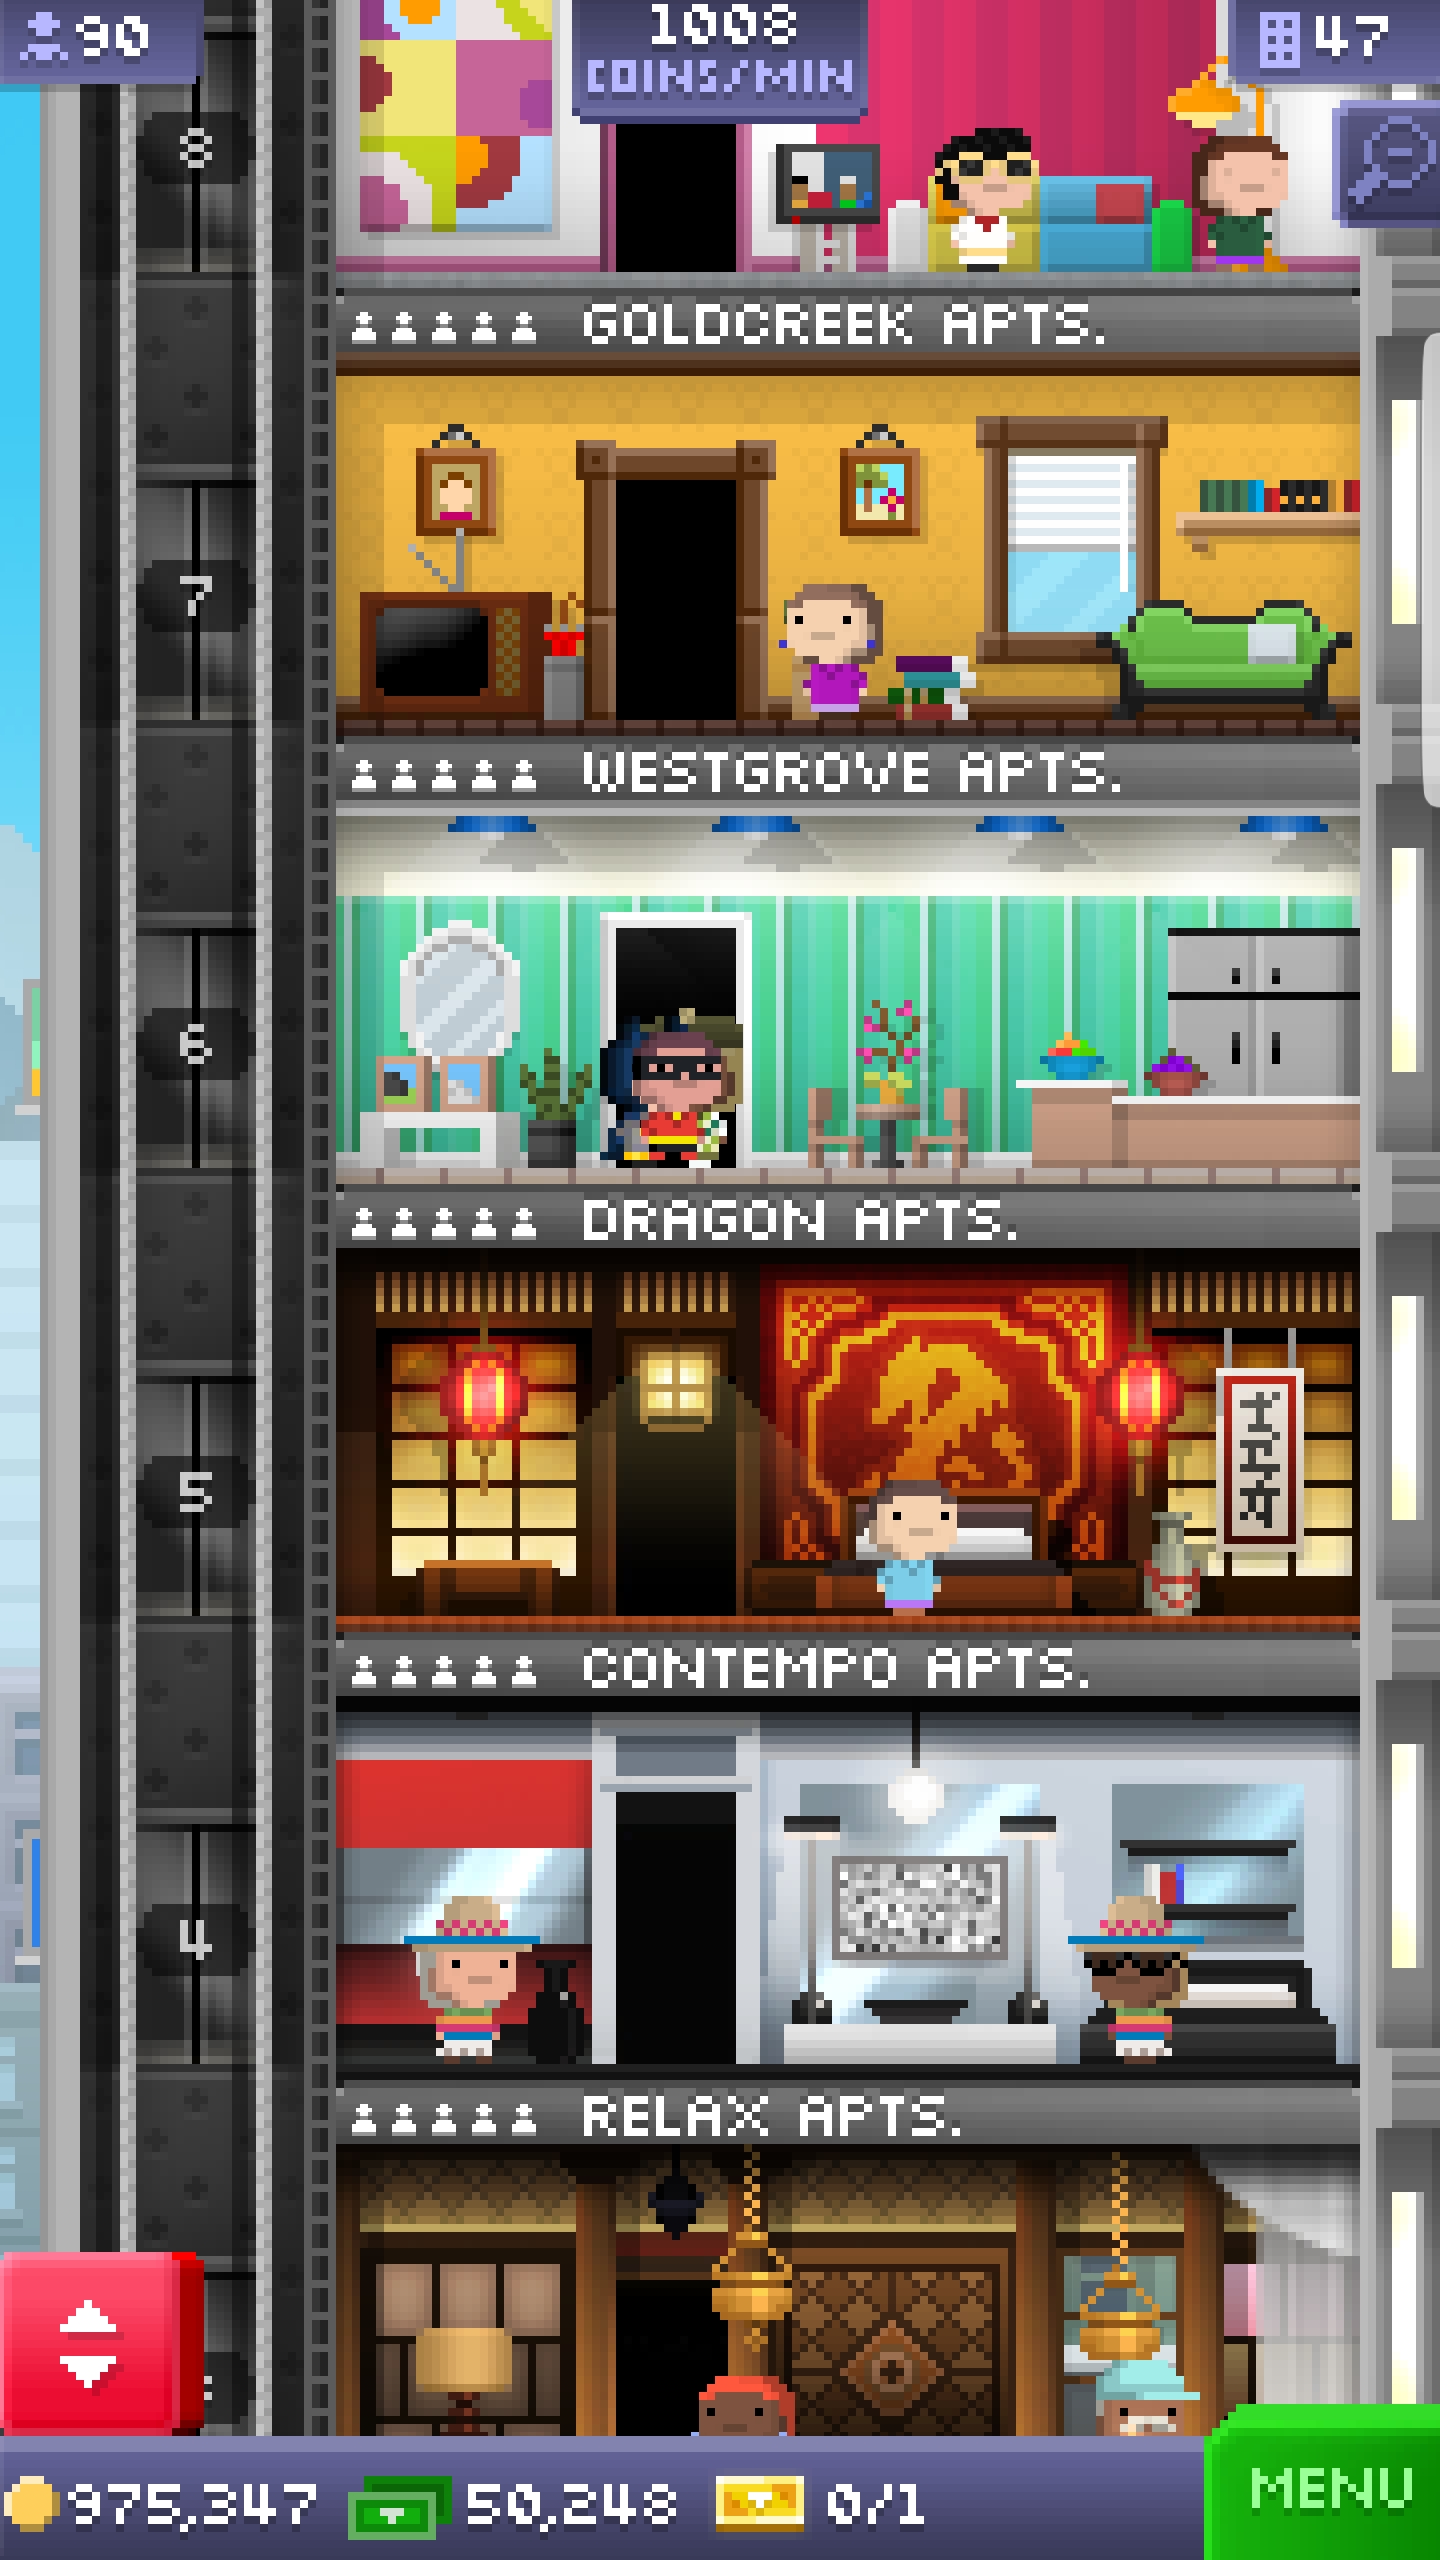 90
1008
COINS/MIN
47
8
GOLDCREEK APTS.
7
WESTGROVE APTS.
6
DRAGON APTS.
5
CONTEMPO APTS.
4
RELAX APTS.
975,347
50,248
0/1
MENU